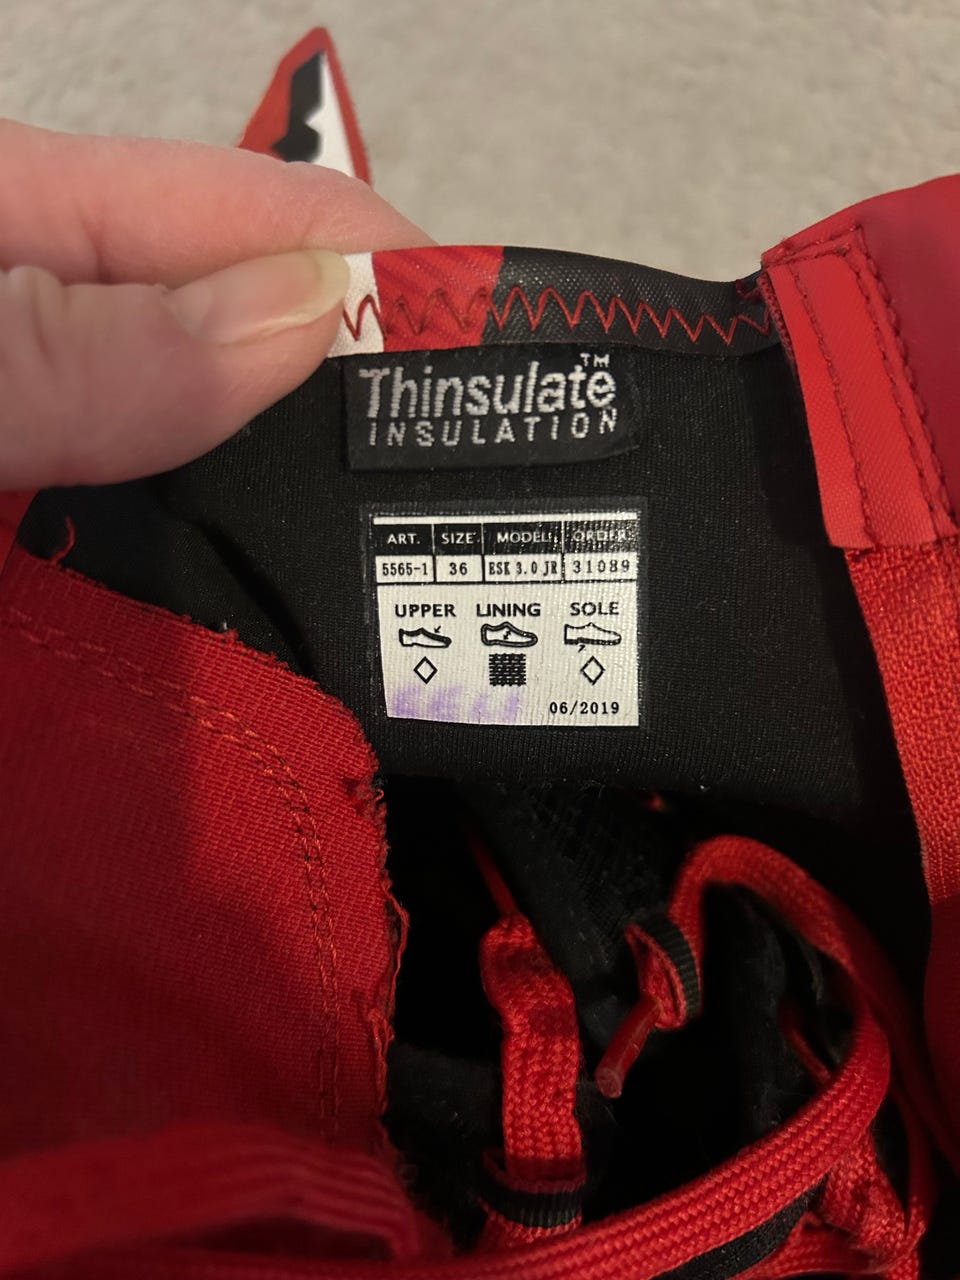 Thinsulate™
INSULATION
ART. SIZE MODEL ORDER
5565-1 36 ESK 3.0 JR 31089
UPPER LINING SOLE
06/2019